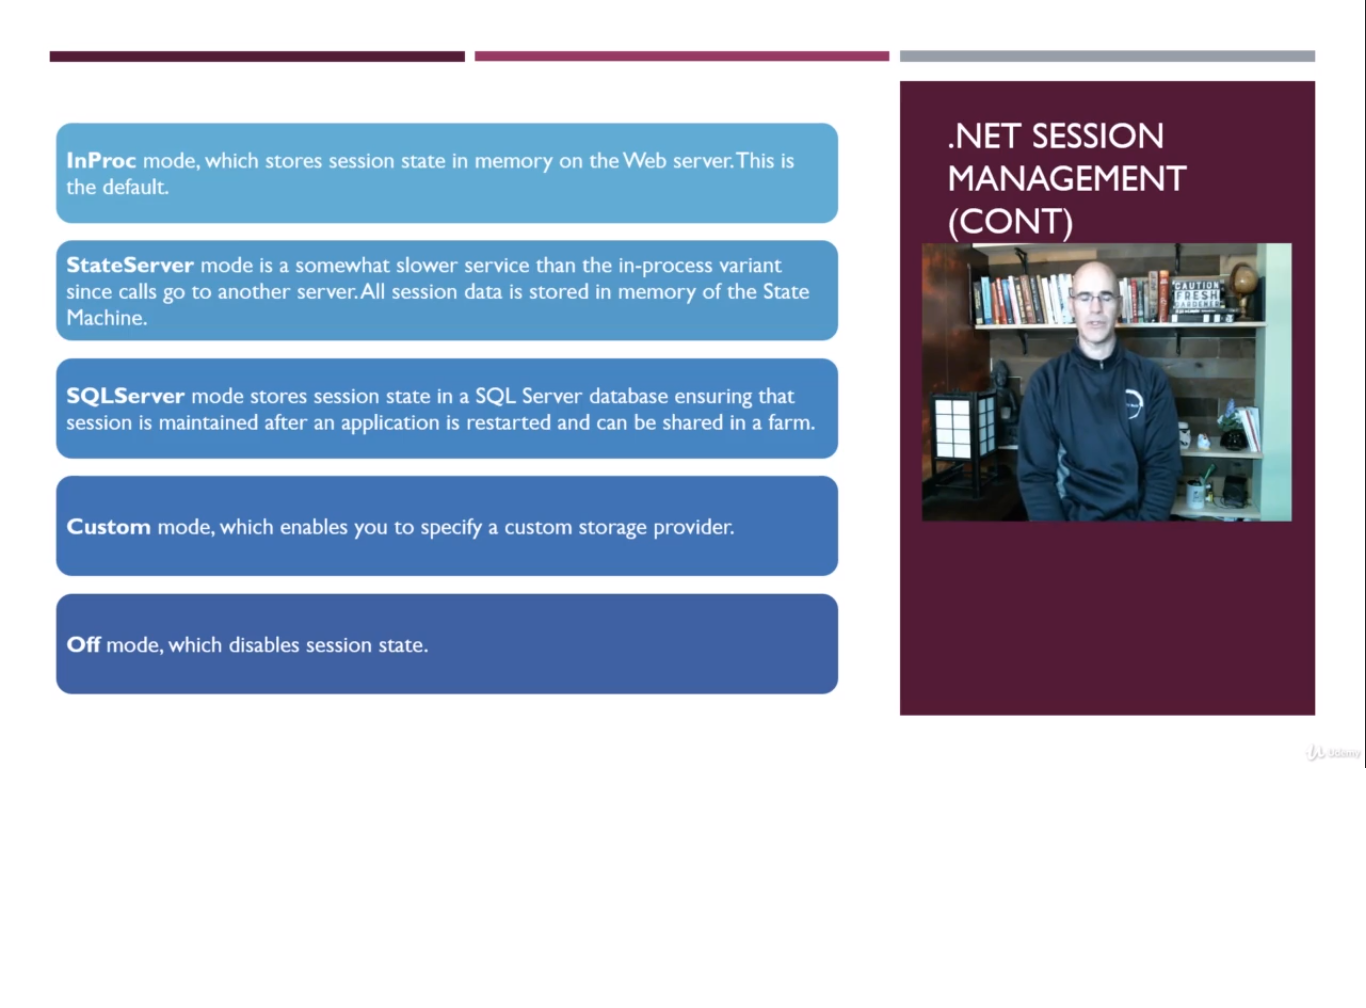 InProc mode, which stores session state in memory on the Web server. This is
the default.
StateServer mode is a somewhat slower service than the in-process variant
since calls go to another server. All session data is stored in memory of the State
Machine.
SQLServer mode stores session state in a SQL Server database ensuring that
session is maintained after an application is restarted and can be shared in a farm.
Custom mode, which enables you to specify a custom storage provider.
Off mode, which disables session state.
.NET SESSION
MANAGEMENT
(CONT)
CAUTION
FRESH
GARDENER
Udemy